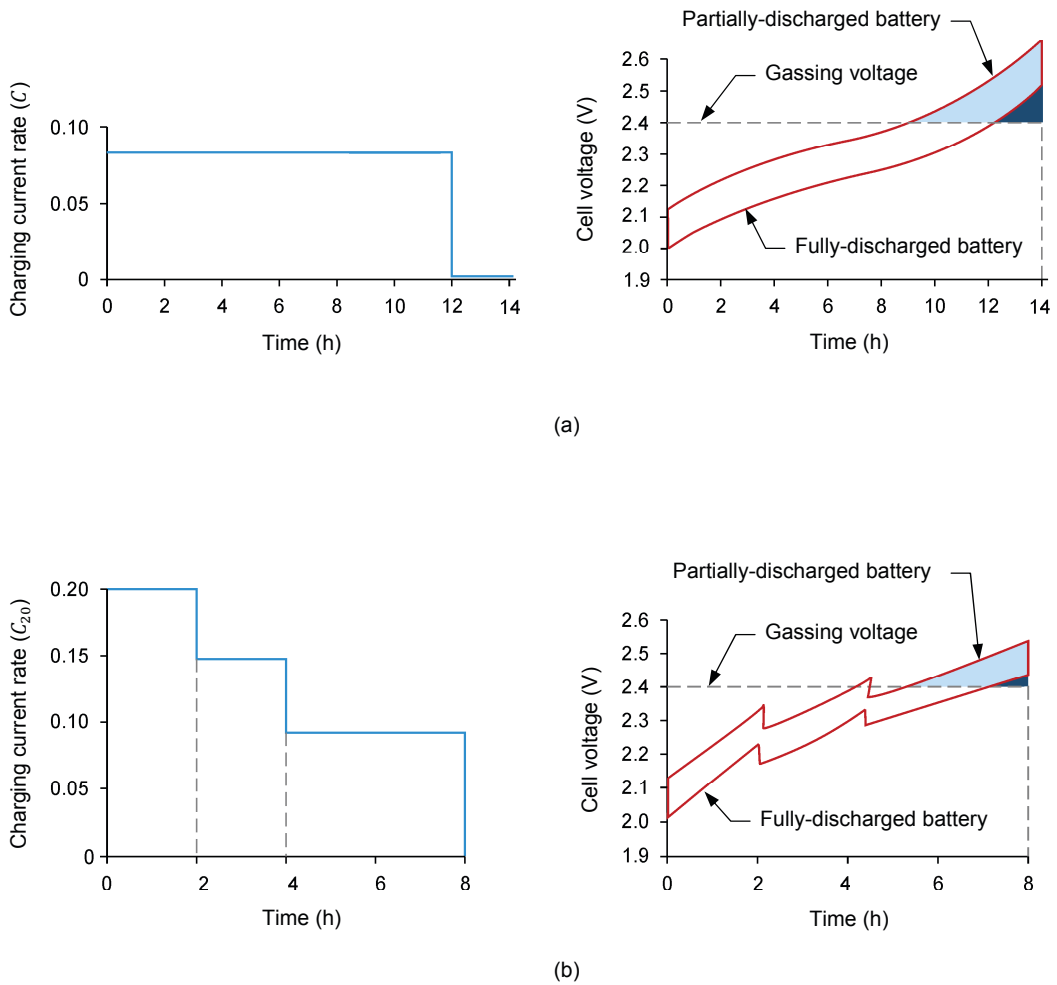 Charging current rate (C)
0.10
0.05
0
0 2 4 6 8 10 12 14
Time (h)
Partially-discharged battery
Gassing voltage
Cell voltage (V)
2.6
2.5
2.4
2.3
2.2
2.1
2.0
1.9
Fully-discharged battery
0 2 4 6 8 10 12 14
Time (h)
(a)
Charging current rate (C20)
0.20
0.15
0.10
0.05
0
0 2 4 6 8
Time (h)
Partially-discharged battery
Gassing voltage
Cell voltage (V)
2.6
2.5
2.4
2.3
2.2
2.1
2.0
1.9
Fully-discharged battery
0 2 4 6 8
Time (h)
(b)